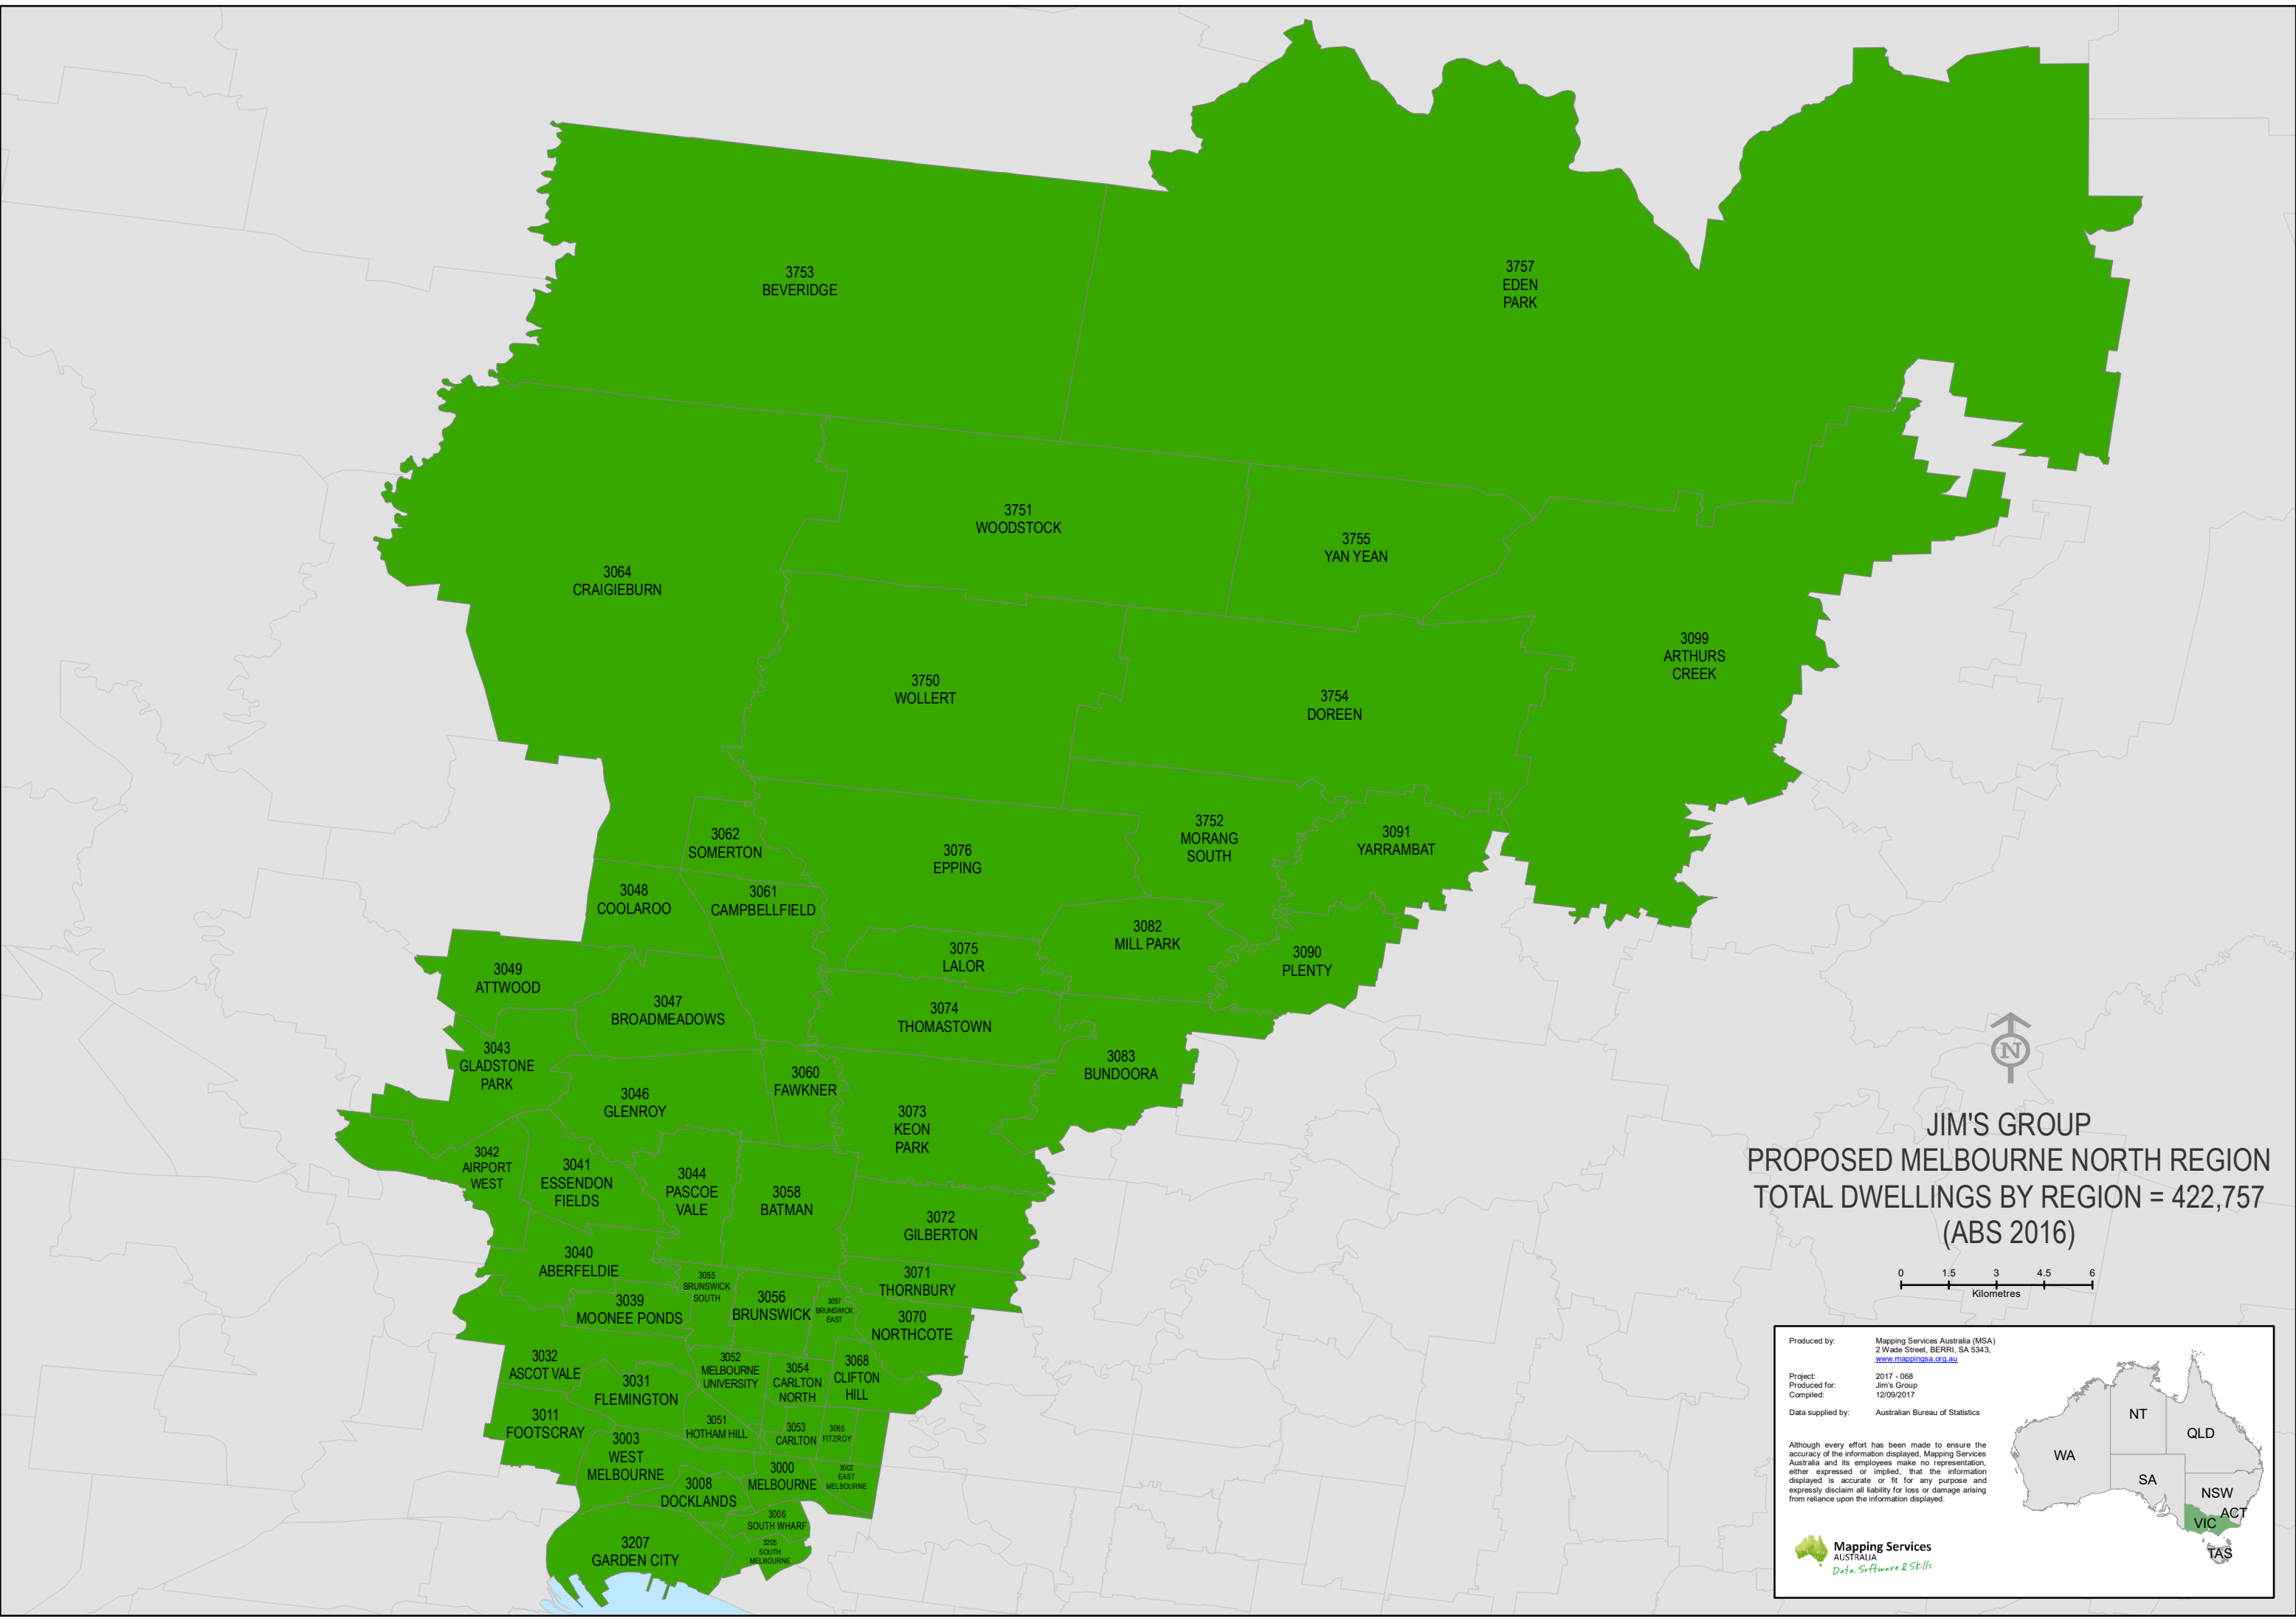 3753
BEVERIDGE
3757
EDEN
PARK
3751
WOODSTOCK
3755
YAN YEAN
3064
CRAIGIEBURN
3099
ARTHURS
CREEK
3750
WOLLERT
3754
DOREEN
3062
SOMERTON
3076
EPPING
3752
MORANG
SOUTH
3091
YARRAMBAT
3048
COOLAROO
3061
CAMPBELLFIELD
3082
MILL PARK
3075
LALOR
3090
PLENTY
3049
ATTWOOD
3047
BROADMEADOWS
3074
THOMASTOWN
3043
GLADSTONE
PARK
3083
BUNDOORA
3060
FAWKNER
3046
GLENROY
3073
KEON
PARK
3042
AIRPORT
WEST
3041
ESSENDON
FIELDS
3044
PASCOE
VALE
3058
BATMAN
3072
GILBERTON
3040
ABERFELDIE
3055
BRUNSWICK
SOUTH
3071
THORNBURY
3039
MOONEE PONDS
3056
BRUNSWICK
3057
BRUNSWICK
EAST
3070
NORTHCOTE
3032
ASCOT VALE
3052
MELBOURNE
UNIVERSITY
3054
CARLTON
NORTH
3068
CLIFTON
HILL
3031
FLEMINGTON
3011
FOOTSCRAY
3051
HOTHAM HILL
3053
CARLTON
3065
FITZROY
3003
WEST
MELBOURNE
3000
MELBOURNE
3002
EAST
MELBOURNE
3008
DOCKLANDS
3006
SOUTH WHARF
3207
GARDEN CITY
3205
SOUTH
MELBOURNE
N
JIM'S GROUP
PROPOSED MELBOURNE NORTH REGION
TOTAL DWELLINGS BY REGION = 422,757
(ABS 2016)
0 1.5 3 4.5 6
Kilometres
Produced by: Mapping Services Australia (MSA)
2 Wade Street, BERRI, SA 5343,
www.mappingsa.org.au
Project: 2017 - 068
Produced for: Jim's Group
Compiled: 12/09/2017
Data supplied by: Australian Bureau of Statistics
Although every effort has been made to ensure the
accuracy of the information displayed, Mapping Services
Australia and its employees make no representation,
either expressed or implied, that the information
displayed is accurate or fit for any purpose and
expressly disclaim all liability for loss or damage arising
from reliance upon the information displayed.
Mapping Services
AUSTRALIA
Data, Software & Skills
NT
QLD
WA
SA
NSW
ACT
VIC
TAS